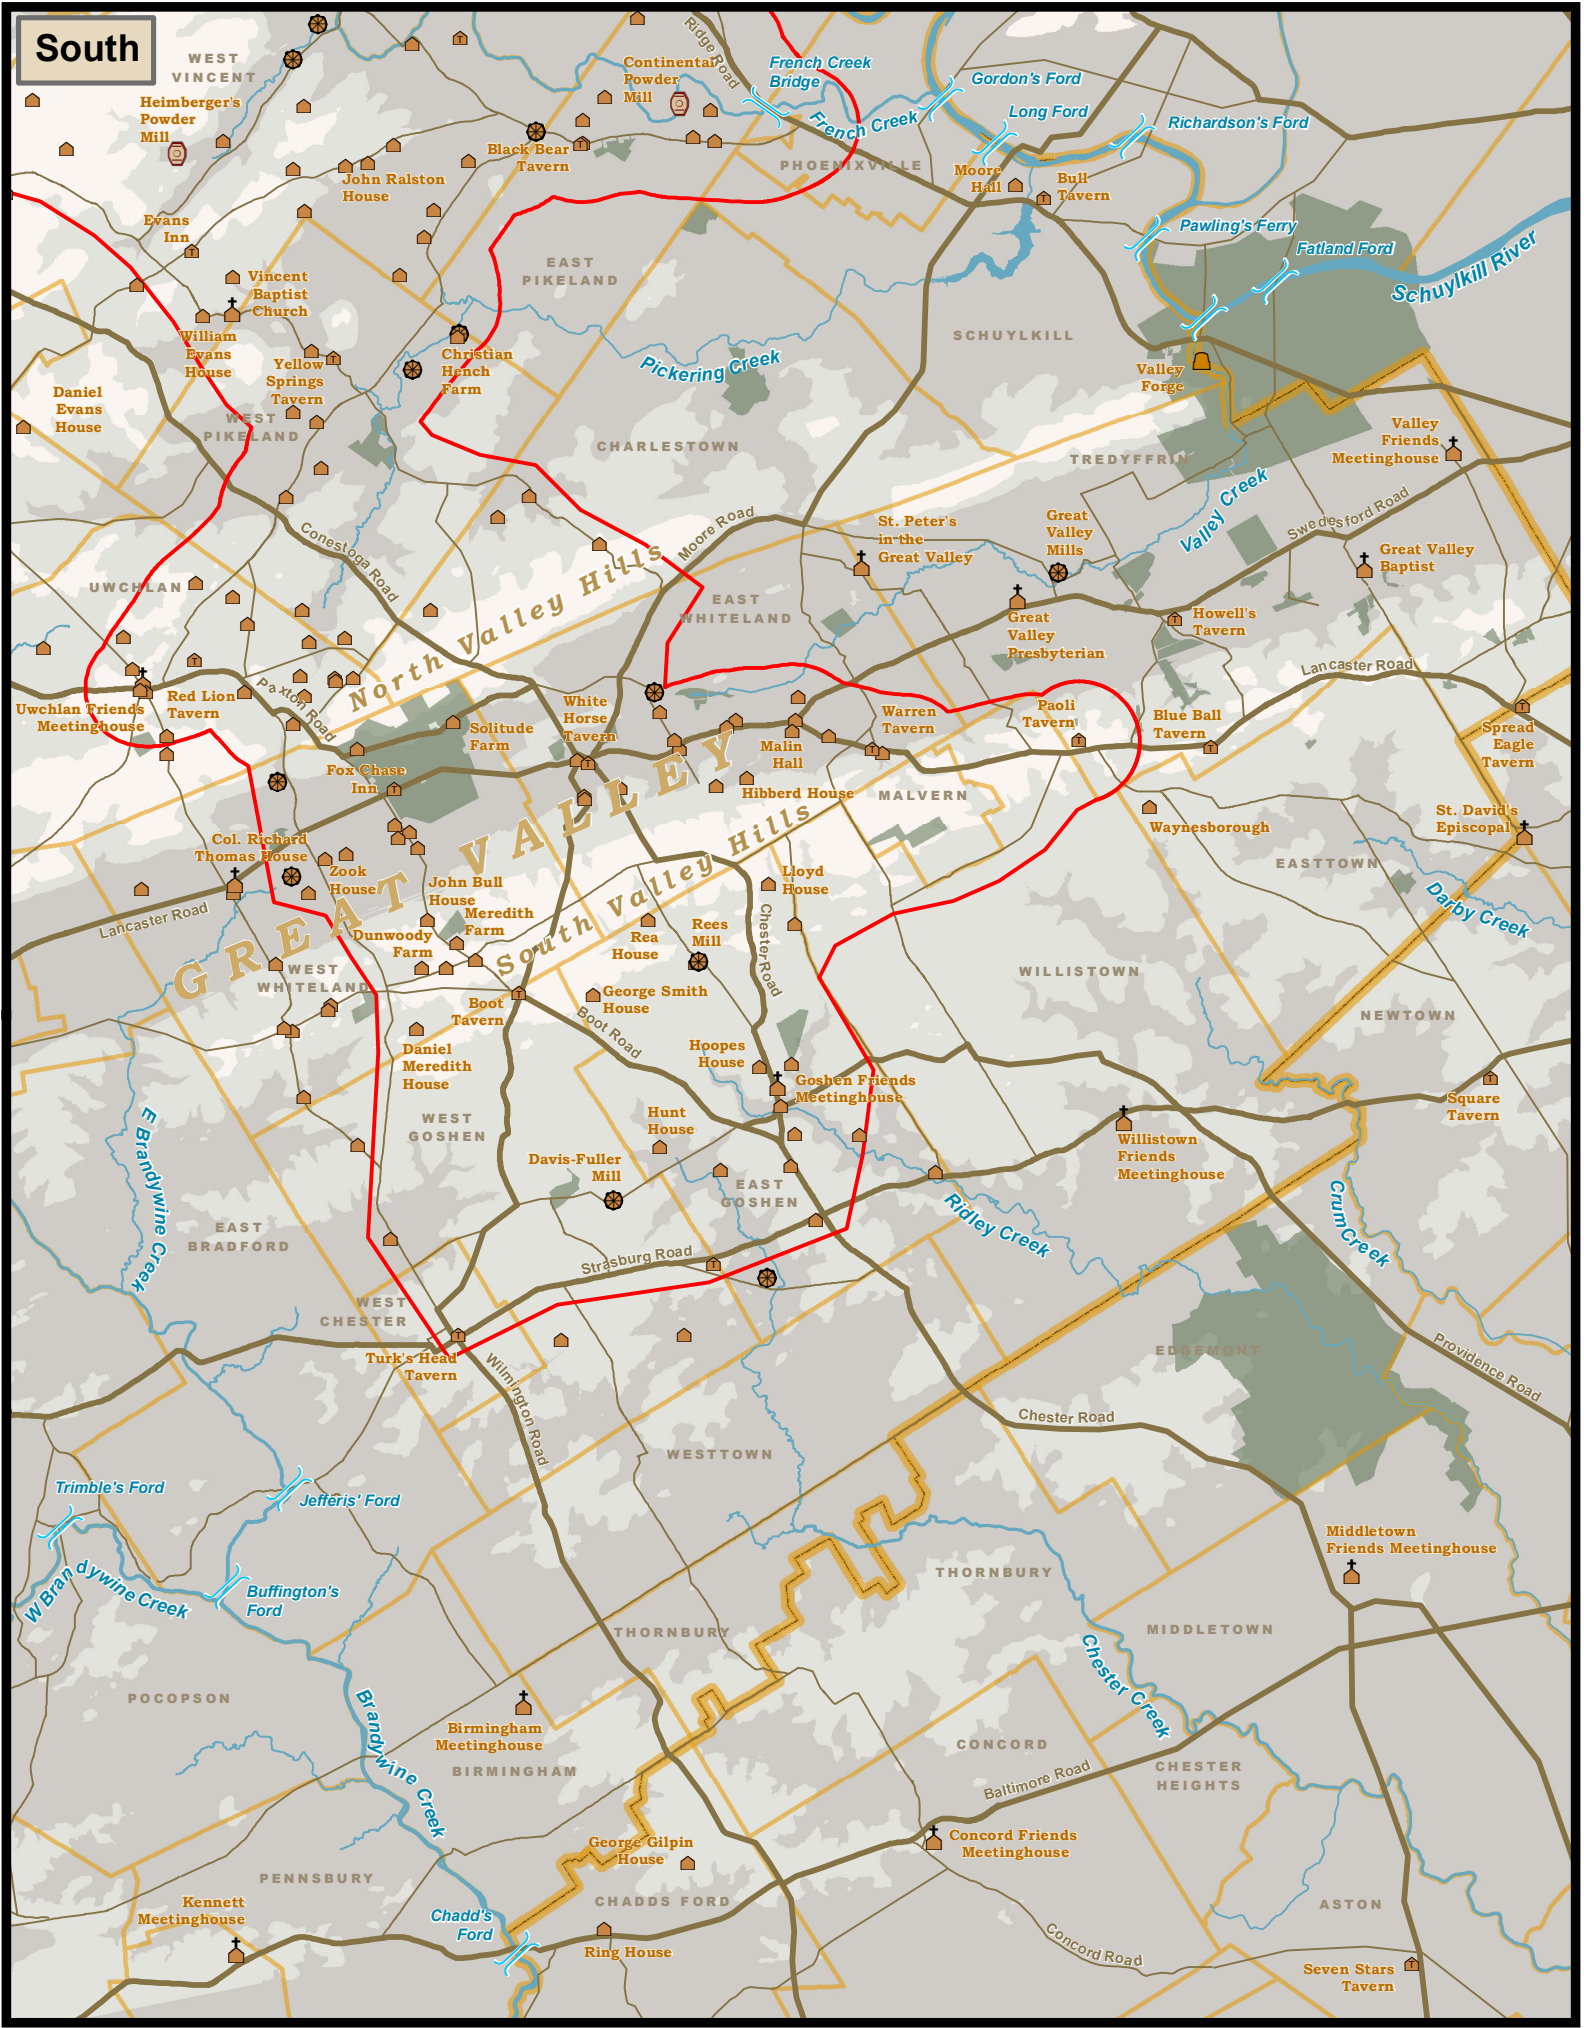 South
WEST
VINCENT
Heimberger's
Powder
Mill
Continental
Powder
Mill
Ridge Road
French Creek
Bridge
Gordon's Ford
Long Ford
Richardson's Ford
French Creek
Black Bear
Tavern
PHOENIXVILLE
John Ralston
House
Moore
Hall
Bull
Tavern
Evans
Inn
Pawling's Ferry
Fatland Ford
Schuylkill River
Vincent
Baptist
Church
EAST
PIKELAND
William
Evans
House
SCHUYLKILL
Yellow
Springs
Tavern
Christian
Hench
Farm
Pickering Creek
Valley
Forge
Daniel
Evans
House
WEST
PIKELAND
CHARLESTOWN
TREDYFFRIN
Valley
Friends
Meetinghouse
Valley Creek
Swedesford Road
Moore Road
Conestoga Road
St. Peter's
in the
Great Valley
Great
Valley
Mills
Great Valley
Baptist
UWCHLAN
North Valley Hills
EAST
WHITELAND
Great
Valley
Presbyterian
Howell's
Tavern
Lancaster Road
Paxton Road
Red Lion
Tavern
Uwchlan Friends
Meetinghouse
White
Horse
Tavern
Solitude
Farm
Warren
Tavern
Paoli
Tavern
Blue Ball
Tavern
Spread
Eagle
Tavern
Malin
Hall
Fox Chase
Inn
Hibberd House
MALVERN
Waynesborough
St. David's
Episcopal
GREAT VALLEY
Col. Richard
Thomas House
Zook
House
South Valley Hills
Lloyd
House
EASTTOWN
Darby Creek
Lancaster Road
John Bull
House
Meredith
Farm
Dunwoody
Farm
Rea
House
Rees
Mill
Chester Road
WEST
WHITELAND
WILLISTOWN
George Smith
House
Boot
Tavern
Boot Road
NEWTOWN
Daniel
Meredith
House
Hoopes
House
Goshen Friends
Meetinghouse
Square
Tavern
E Brandywine Creek
WEST
GOSHEN
Hunt
House
Willistown
Friends
Meetinghouse
Davis-Fuller
Mill
EAST
GOSHEN
Ridley Creek
Crum Creek
EAST
BRADFORD
Strasburg Road
WEST
CHESTER
Turk's Head
Tavern
Wilmington Road
EDGEMONT
Providence Road
Chester Road
WESTTOWN
Trimble's Ford
Jefferis' Ford
Middletown
Friends Meetinghouse
W Brandywine Creek
Buffington's
Ford
THORNBURY
THORNBURY
MIDDLETOWN
Chester Creek
POCOPSON
Brandywine Creek
Birmingham
Meetinghouse
BIRMINGHAM
CONCORD
Baltimore Road
CHESTER
HEIGHTS
George Gilpin
House
Concord Friends
Meetinghouse
PENNSBURY
CHADDS FORD
ASTON
Kennett
Meetinghouse
Chadd's
Ford
Ring House
Concord Road
Seven Stars
Tavern